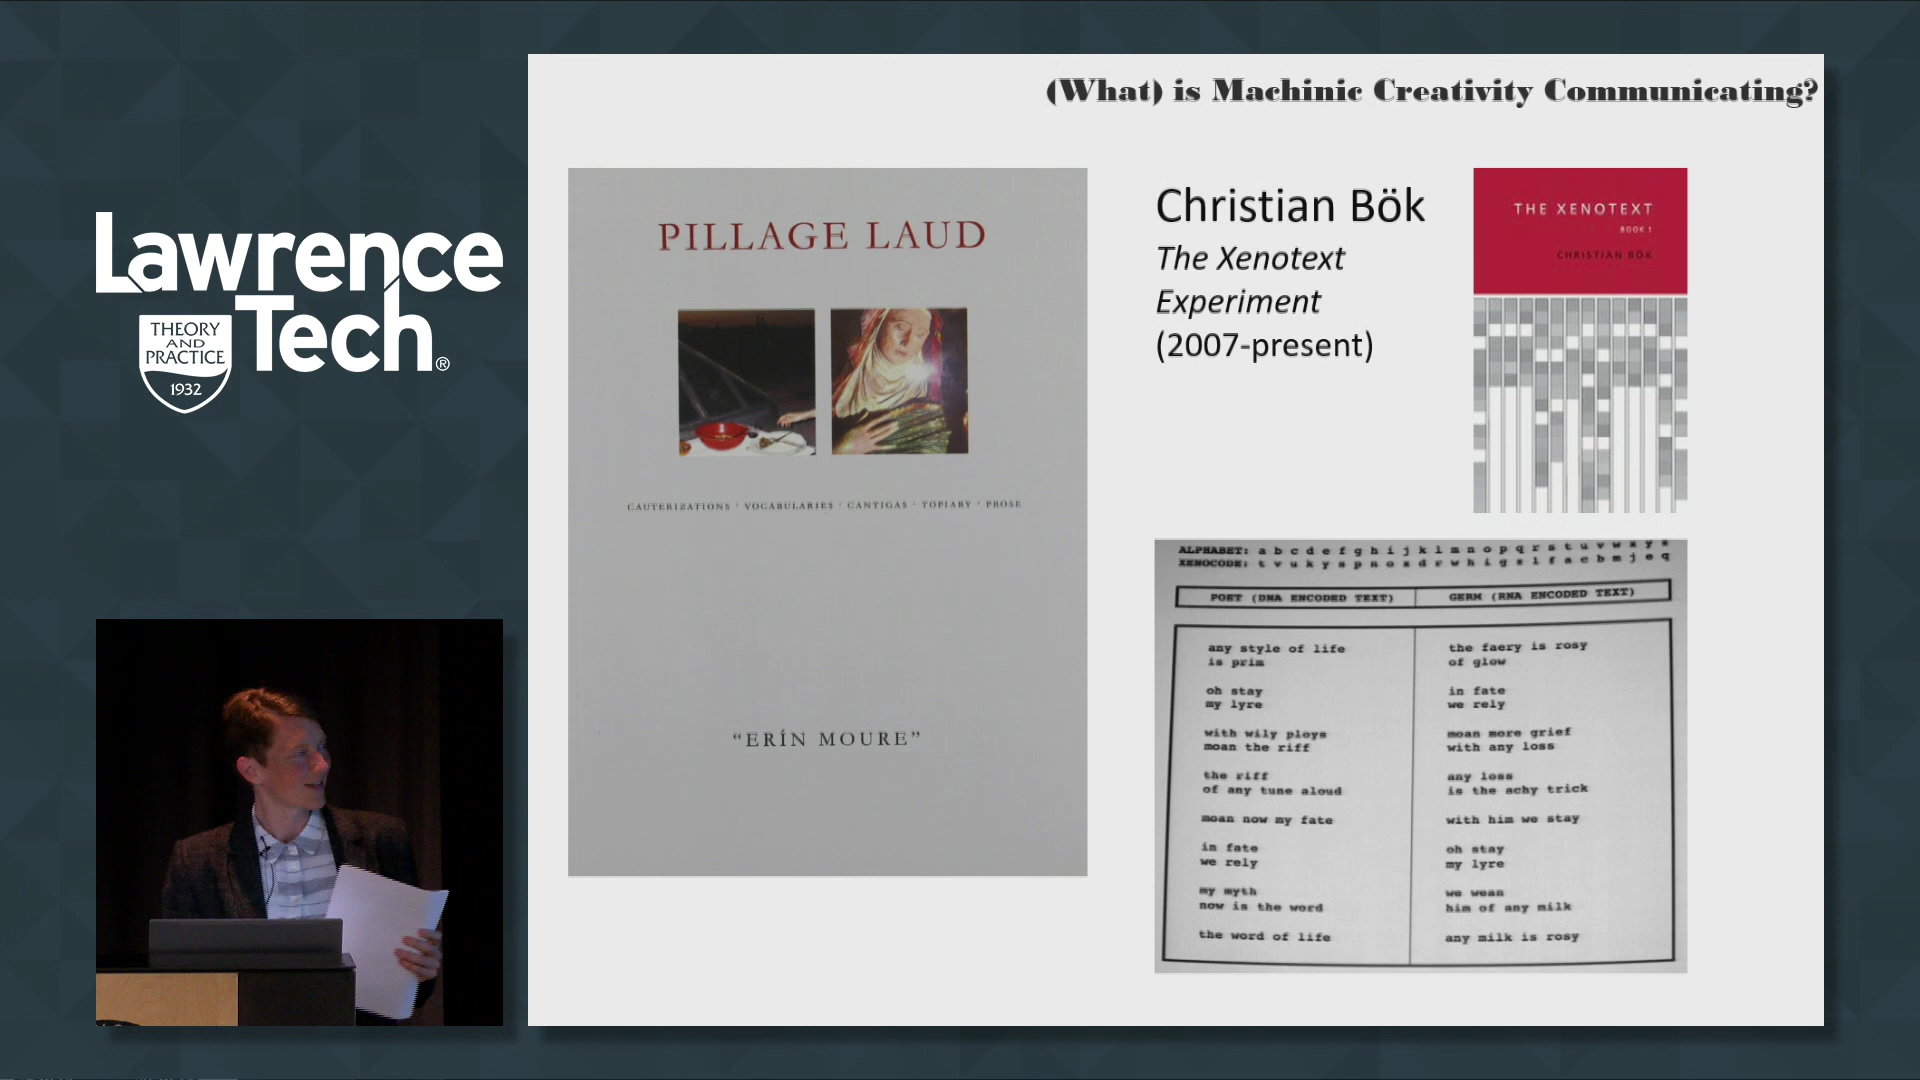 (What) is Machinic Creativity Communicating?
Lawrence
Tech®
THEORY
AND
PRACTICE
1932
PILLAGE LAUD
CAUTERIZATIONS · VOCABULARIES · CANTIGAS · TOPIARY · PROSE
“ERÍN MOURE”
Christian Bök
The Xenotext
Experiment
(2007-present)
THE XENOTEXT
BOOK 1
CHRISTIAN BÖK
ALPHABET: a b c d e f g h i j k l m n o p q r s t u v w x y z
XENOCODE: t v u k y s p n o x d r w h i g z l f a c b m j e q
POET (DNA ENCODED TEXT)
GERM (RNA ENCODED TEXT)
any style of life
is prim
oh stay
my lyre
with wily ploys
moan the riff
the riff
of any tune aloud
moan now my fate
in fate
we rely
my myth
now is the word
the word of life
the faery is rosy
of glow
in fate
we rely
moan more grief
with any loss
any loss
is the achy trick
with him we stay
oh stay
my lyre
we wean
him of any milk
any milk is rosy